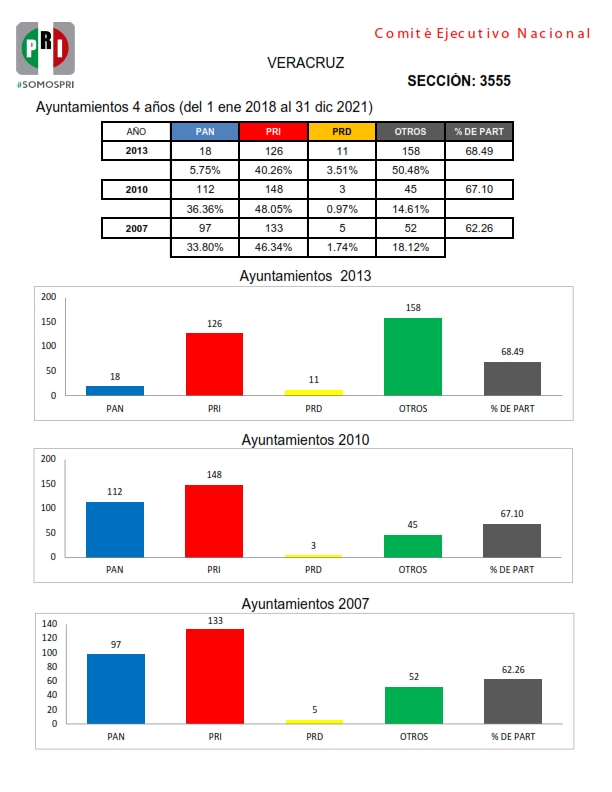 Comité Ejecutivo Nacional
PRI
#SOMOSPRI
VERACRUZ
SECCIÓN: 3555
Ayuntamientos 4 años (del 1 ene 2018 al 31 dic 2021)
AÑO PAN PRI PRD OTROS % DE PART
2013 18 126 11 158 68.49
5.75% 40.26% 3.51% 50.48%
2010 112 148 3 45 67.10
36.36% 48.05% 0.97% 14.61%
2007 97 133 5 52 62.26
33.80% 46.34% 1.74% 18.12%
Ayuntamientos 2013
200
150
100
50
0
18
126
11
158
68.49
PAN PRI PRD OTROS % DE PART
Ayuntamientos 2010
200
150
100
50
0
112
148
3
45
67.10
PAN PRI PRD OTROS % DE PART
Ayuntamientos 2007
140
120
100
80
60
40
20
0
97
133
5
52
62.26
PAN PRI PRD OTROS % DE PART